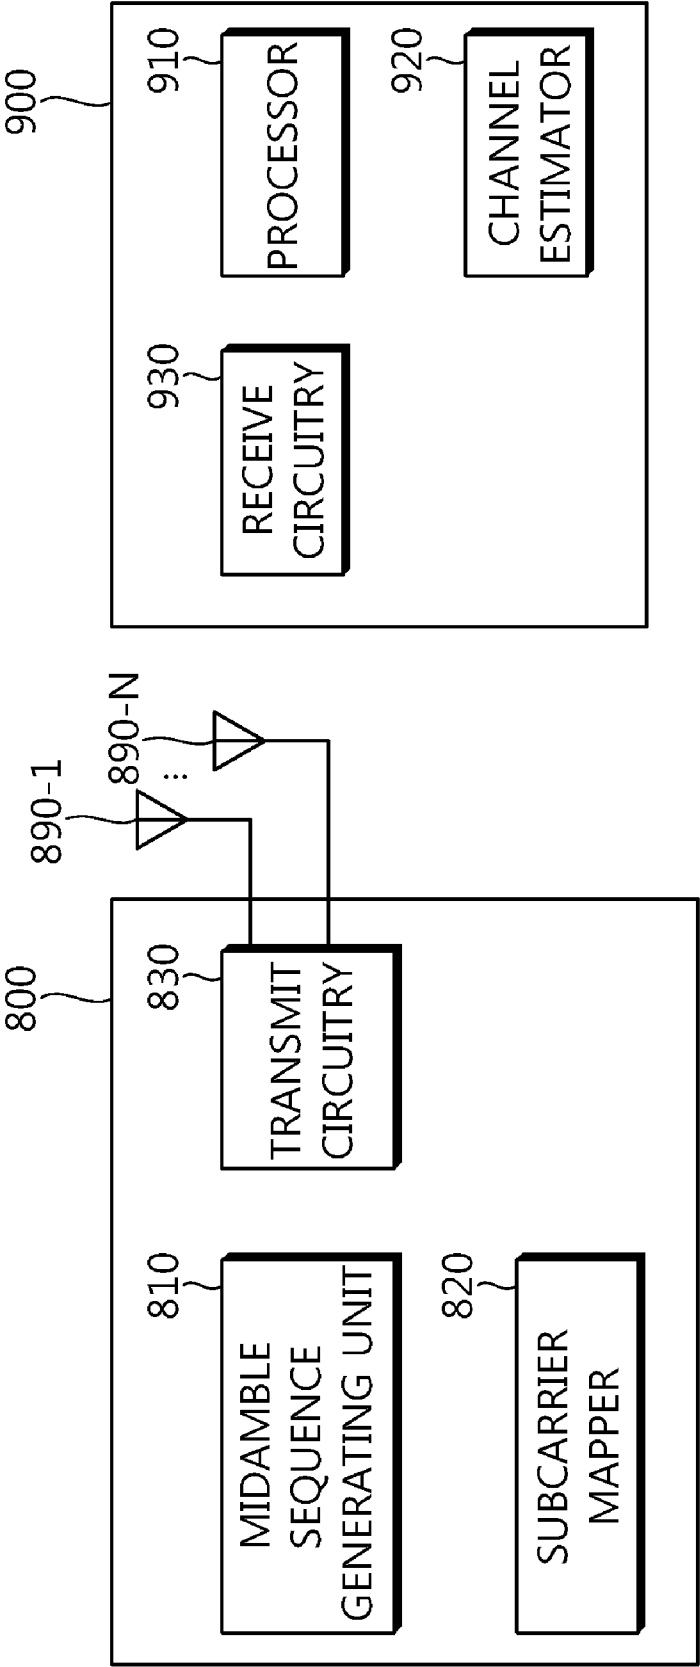 800
810
MIDAMBLE
SEQUENCE
GENERATING UNIT
830
TRANSMIT
CIRCUITRY
820
SUBCARRIER
MAPPER
890-1
...
890-N
900
930
RECEIVE
CIRCUITRY
910
PROCESSOR
920
CHANNEL
ESTIMATOR